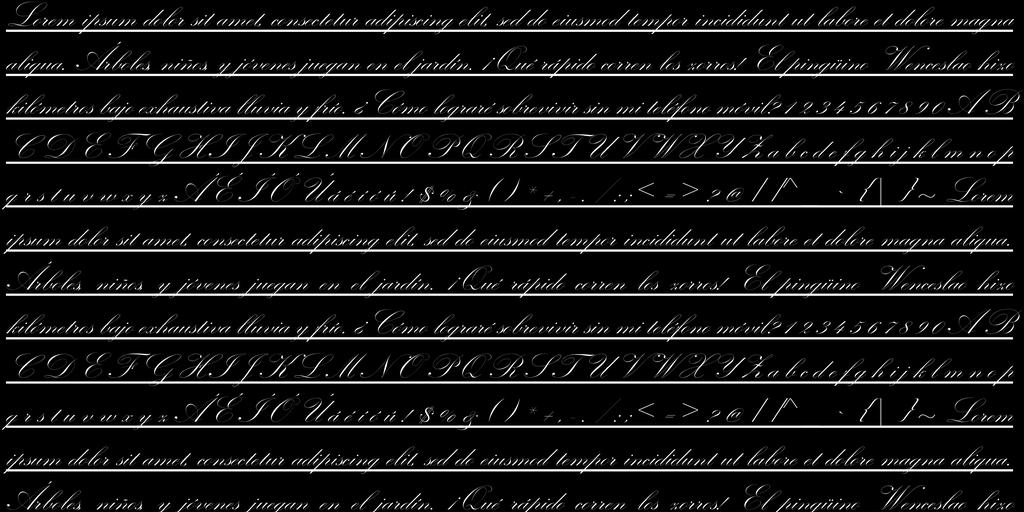 Lorem ipsum dolor sit amet, consectetur adipiscing elit, sed do eiusmod tempor incididunt ut labore et dolore magna
aliqua. Árboles niños y jóvenes juegan en el jardín. ¡Qué rápido corren los zorros! El pingüino Wenceslao hizo
kilómetros bajo exhaustiva lluvia y frío. ¿Cómo lograré sobrevivir sin mi teléfono móvil? 1 2 3 4 5 6 7 8 9 0 A B
C D E F G H I J K L M N O P Q R S T U V W X Y Z a b c d e f g h i j k l m n o p
q r s t u v w x y z Á É Í Ó Ú á é í ó ú ! $ % & ( ) * + , - . / : ; < = > ? @ [ ] ^ ` { | } ~ Lorem
ipsum dolor sit amet, consectetur adipiscing elit, sed do eiusmod tempor incididunt ut labore et dolore magna aliqua.
Árboles niños y jóvenes juegan en el jardín. ¡Qué rápido corren los zorros! El pingüino Wenceslao hizo
kilómetros bajo exhaustiva lluvia y frío. ¿Cómo lograré sobrevivir sin mi teléfono móvil? 1 2 3 4 5 6 7 8 9 0 A B
C D E F G H I J K L M N O P Q R S T U V W X Y Z a b c d e f g h i j k l m n o p
q r s t u v w x y z Á É Í Ó Ú á é í ó ú ! $ % & ( ) * + , - . / : ; < = > ? @ [ ] ^ ` { | } ~ Lorem
ipsum dolor sit amet, consectetur adipiscing elit, sed do eiusmod tempor incididunt ut labore et dolore magna aliqua.
Árboles niños y jóvenes juegan en el jardín. ¡Qué rápido corren los zorros! El pingüino Wenceslao hizo